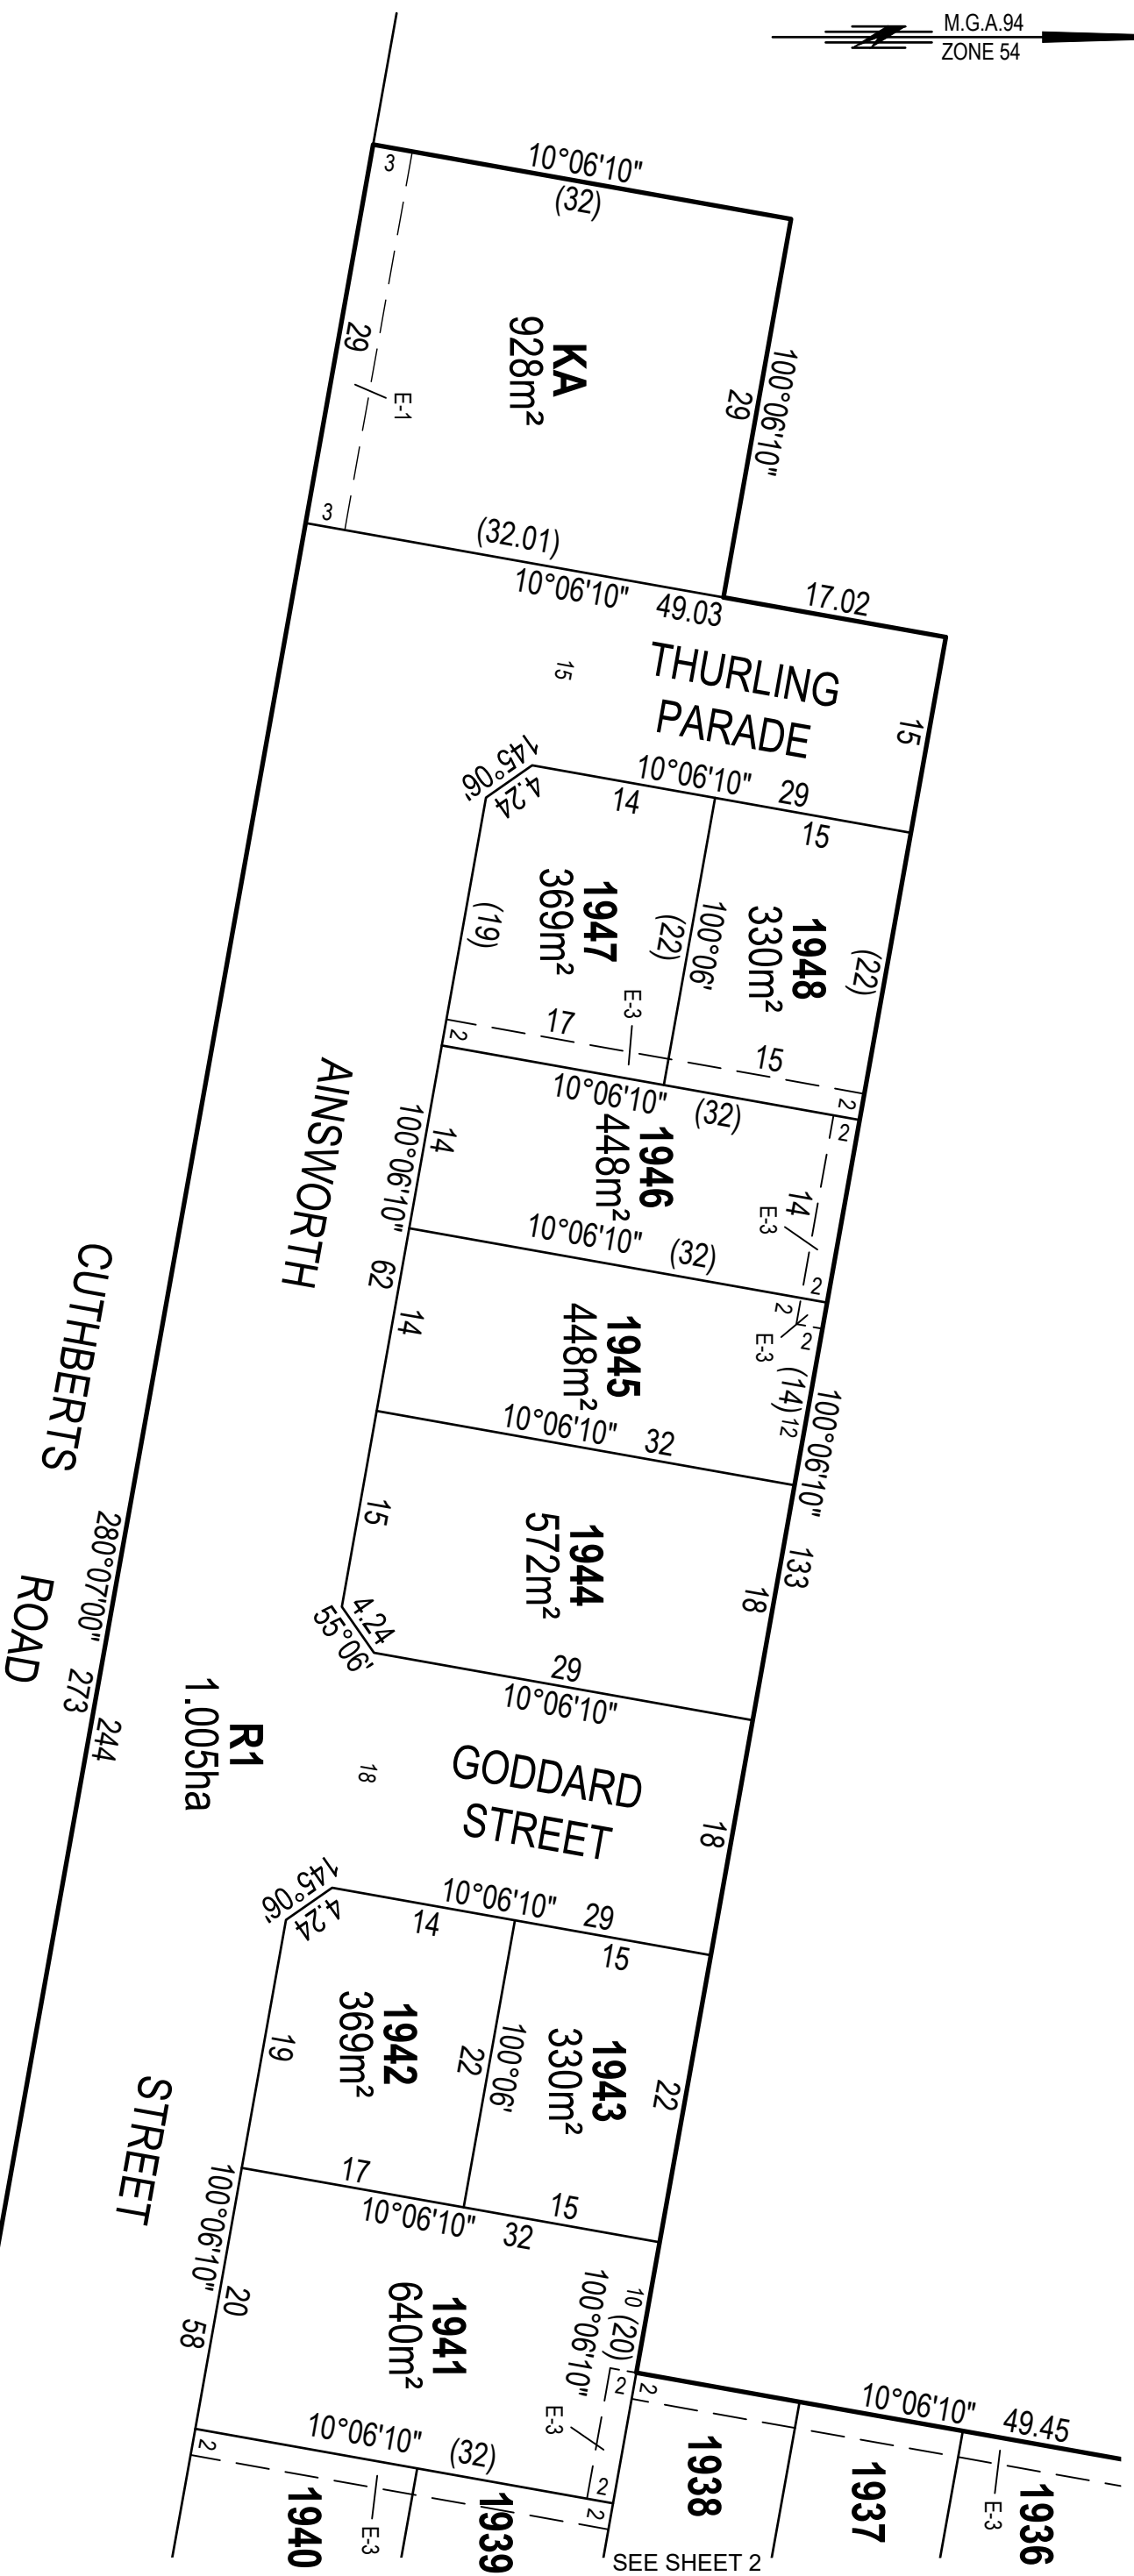 M.G.A.94
ZONE 54
10°06'10"
(32)
3
KA
928m²
100°06'10"
29
29
E-1
3
(32.01)
10°06'10" 49.03
17.02
THURLING
PARADE
15
15
10°06'10" 29
14
15
145°06'
4.24
1947
369m²
(19)
(22)
100°06'
1948
330m²
(22)
E-3
17
15
2
2
2
10°06'10" (32)
AINSWORTH
14
100°06'10"
62
1946
448m²
14
E-3
2
10°06'10" (32)
14
1945
448m²
2
2
E-3
(14)
12
100°06'10" 133
10°06'10" 32
CUTHBERTS
ROAD
280°07'00" 273
244
15
1944
572m²
18
4.24
55°06'
29
10°06'10"
R1
1.005ha
18
GODDARD
STREET
18
10°06'10" 29
14
15
145°06'
4.24
1942
369m²
19
22
100°06'
1943
330m²
22
STREET
17
15
10°06'10" 32
100°06'10" 58
20
1941
640m²
10
(20)
100°06'10"
2
2
E-3
10°06'10" (32)
2
2
2
10°06'10" 49.45
1940
E-3
1939
1938
1937
1936
E-3
SEE SHEET 2